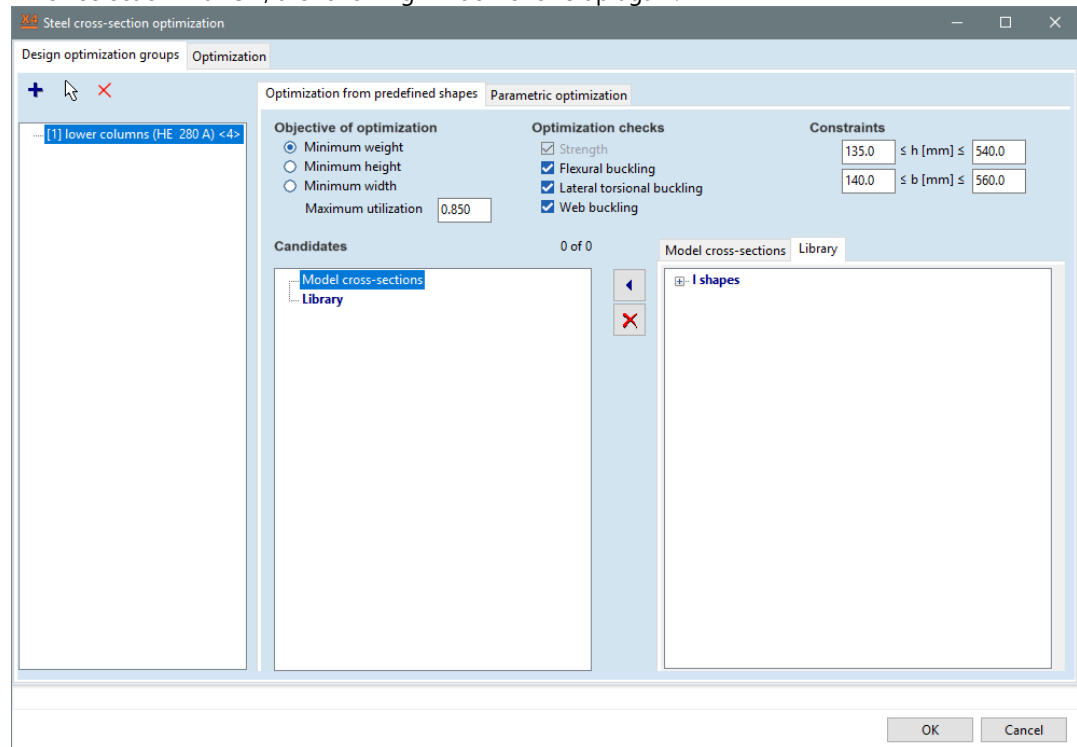 X4 Steel cross-section optimization
Design optimization groups Optimization
Optimization from predefined shapes Parametric optimization
[1] lower columns (HE 280 A) <4>
Objective of optimization Optimization checks Constraints
Minimum weight Strength 135.0 ≤ h [mm] ≤ 540.0
Minimum height Flexural buckling
Minimum width Lateral torsional buckling 140.0 ≤ b [mm] ≤ 560.0
Maximum utilization 0.850 Web buckling
Candidates 0 of 0 Model cross-sections Library
Model cross-sections I shapes
Library
OK Cancel